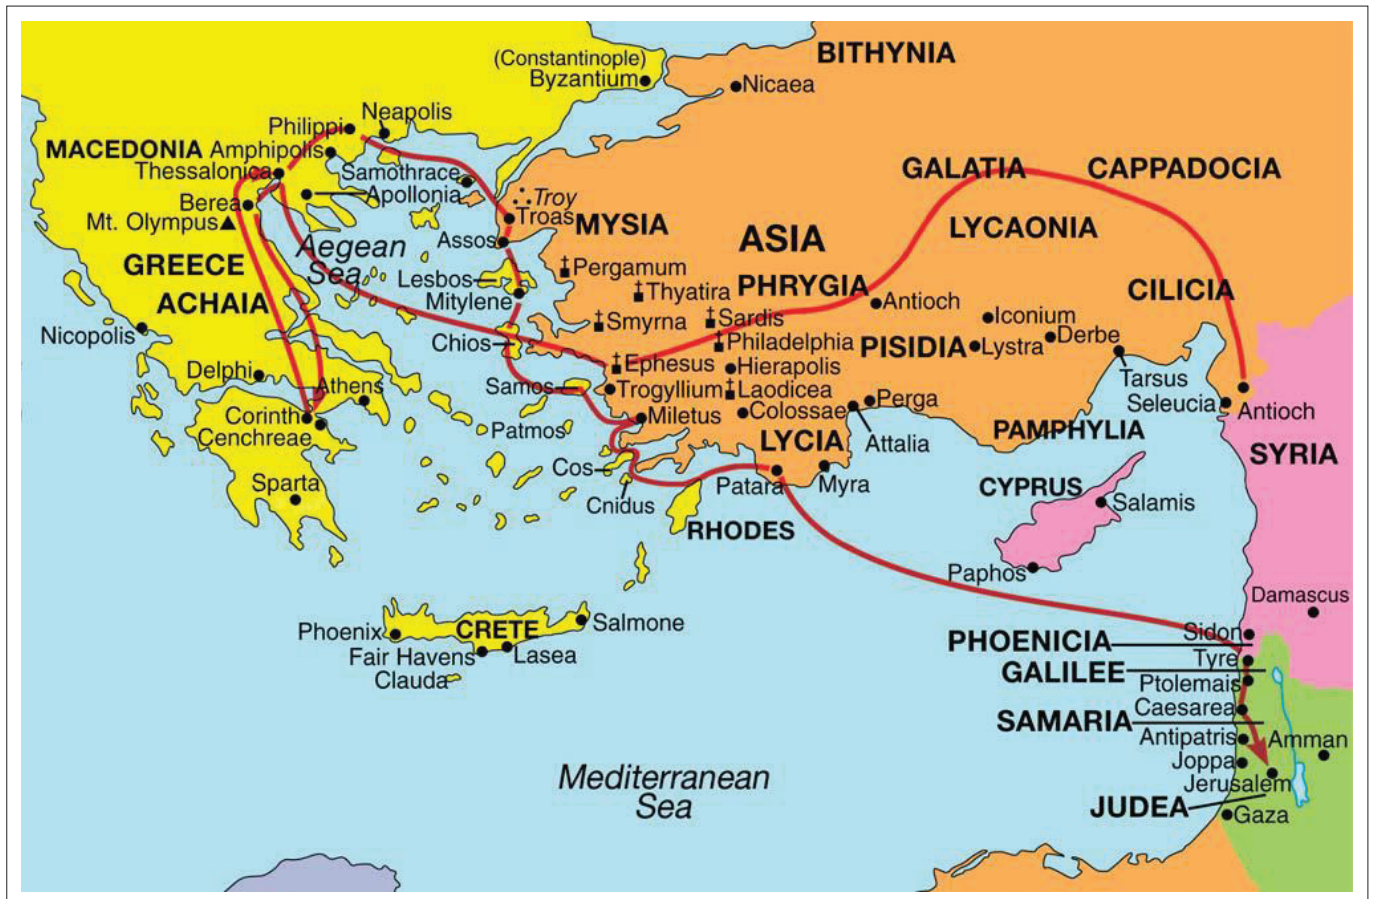 (Constantinople)
Byzantium
BITHYNIA
Nicaea
Neapolis
Philippi
MACEDONIA
Amphipolis
Thessalonica
Samothrace
Apollonia
Berea
Mt. Olympus
Troy
Troas
GALATIA
CAPPADOCIA
MYSIA
ASIA
LYCAONIA
Aegean
Sea
Assos
GREECE
ACHAIA
Lesbos
Mitylene
Pergamum
Thyatira
PHRYGIA
Antioch
CILICIA
Nicopolis
Chios
Smyrna
Sardis
Philadelphia
PISIDIA
Iconium
Lystra
Derbe
Delphi
Athens
Samos
Ephesus
Hierapolis
Trogyllium
Laodicea
Tarsus
Seleucia
Antioch
Corinth
Cenchreae
Patmos
Miletus
Colossae
Perga
Attalia
PAMPHYLIA
LYCIA
SYRIA
Sparta
Cos
Cnidus
Patara
Myra
CYPRUS
Salamis
RHODES
Paphos
Damascus
Phoenix
CRETE
Salmone
Fair Havens
Lasea
Clauda
PHOENICIA
Sidon
GALILEE
Tyre
Ptolemais
SAMARIA
Caesarea
Antipatris
Amman
Joppa
Jerusalem
Mediterranean
Sea
JUDEA
Gaza